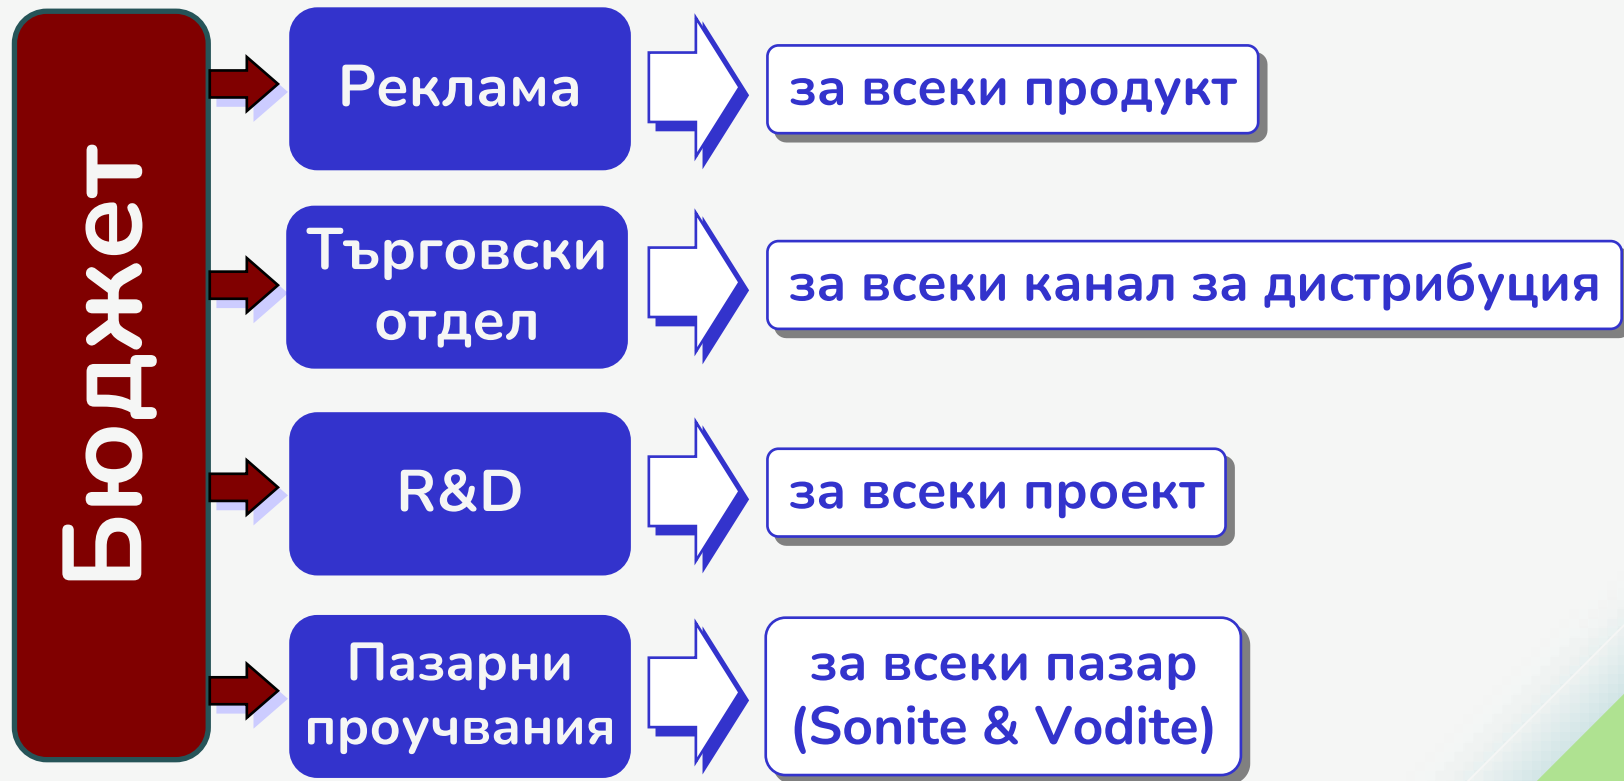 Бюджет
Реклама
за всеки продукт
Търговски
отдел
за всеки канал за дистрибуция
R&D
за всеки проект
Пазарни
проучвания
за всеки пазар
(Sonite & Vodite)